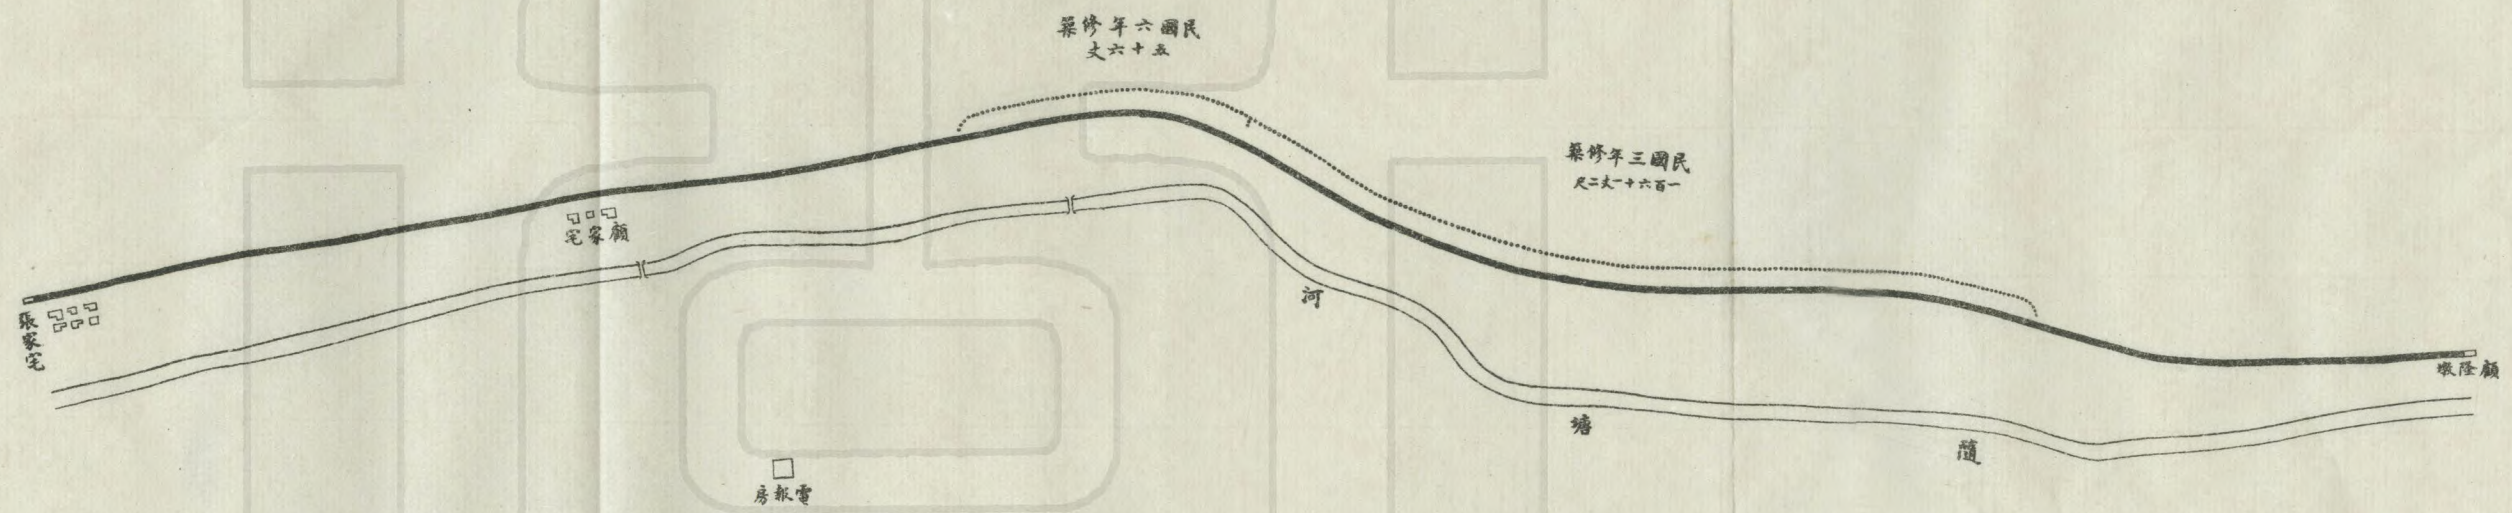 民國六年修築
五十六丈
民國三年修築
一百六十一丈二尺
顧隆墩
隨塘河
顧家宅
張家宅
電報房